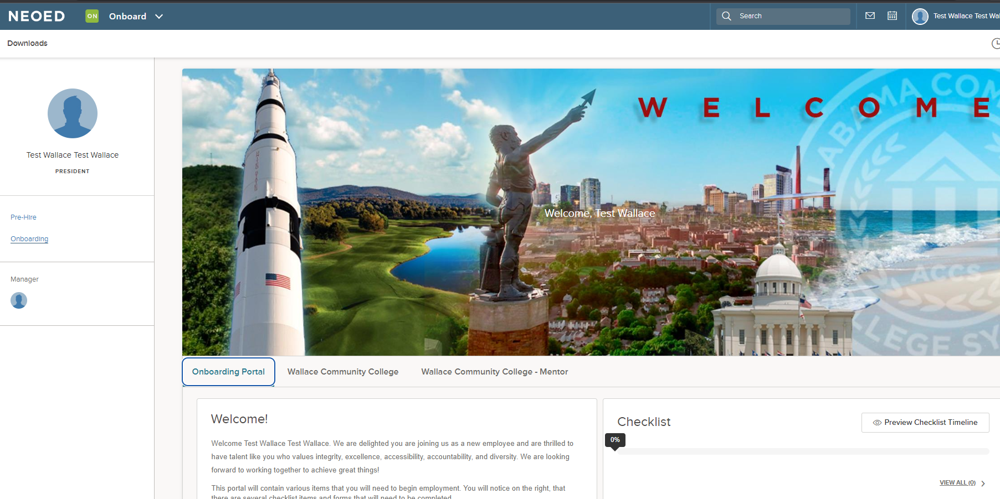 NEOED
ON
Onboard
Search
Test Wallace Test Wal
Downloads
Test Wallace Test Wallace
PRESIDENT
Pre-Hire
Onboarding
Manager
WELCOME
ALABAMA COM
ACCS
LLEGE SY
Welcome, Test Wallace
Onboarding Portal
Wallace Community College
Wallace Community College - Mentor
Welcome!
Welcome Test Wallace Test Wallace. We are delighted you are joining us as a new employee and are thrilled to
have talent like you who values integrity, excellence, accessibility, accountability, and diversity. We are looking
forward to working together to achieve great things!
This portal will contain various items that you will need to begin employment. You will notice on the right, that
there are several checklist items and forms that will need to be completed.
Checklist
Preview Checklist Timeline
0%
VIEW ALL (0)